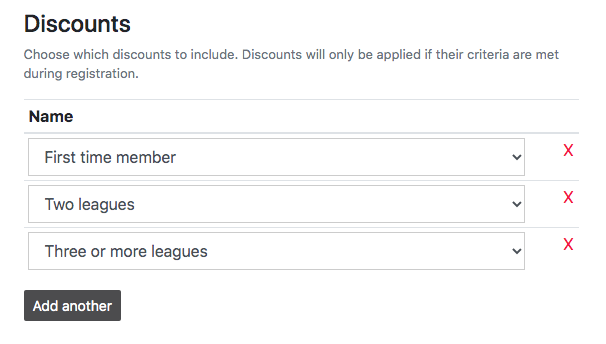 Discounts
Choose which discounts to include. Discounts will only be applied if their criteria are met
during registration.
Name
First time member
X
Two leagues
X
Three or more leagues
X
Add another